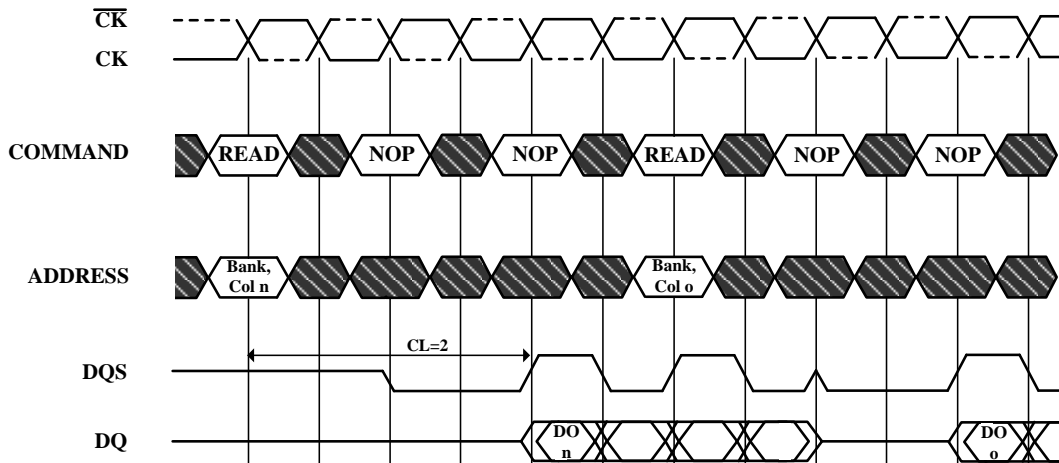 CK
CK
COMMAND READ NOP NOP READ NOP NOP
ADDRESS
Bank,
Col n
Bank,
Col o
CL=2
DQS
DQ
DO
n
DO
o